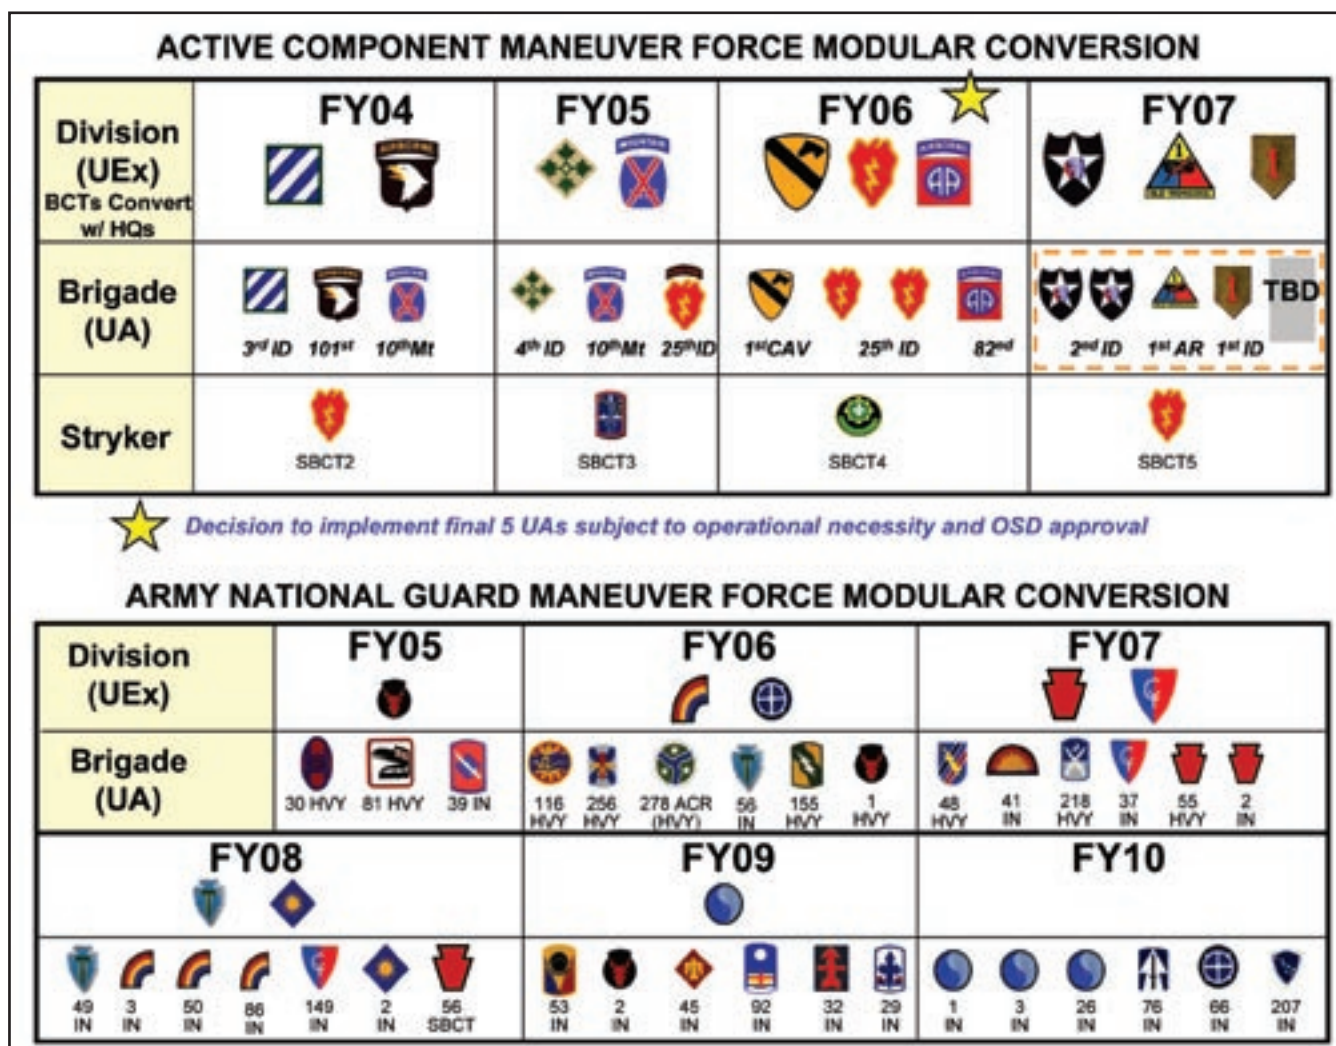 ACTIVE COMPONENT MANEUVER FORCE MODULAR CONVERSION
Division
(UEx)
BCTs Convert
w/ HQs
FY04
FY05
FY06
FY07
Brigade
(UA)
3rd ID 101st 10thMt
4th ID 10thMt 25thID
1stCAV 25th ID 82ed
2ed ID 1st AR 1st ID
TBD
Stryker
SBCT2
SBCT3
SBCT4
SBCT5
Decision to implement final 5 UAs subject to operational necessity and OSD approval
ARMY NATIONAL GUARD MANEUVER FORCE MODULAR CONVERSION
Division
(UEx)
FY05
FY06
FY07
Brigade
(UA)
30 HVY 81 HVY 39 IN
116 256 278 ACR 56 155 1
HVY HVY (HVY) IN HVY HVY
48 41 218 37 55 2
HVY IN HVY IN HVY IN
FY08
FY09
FY10
49 3 50 86 149 2 56
IN IN IN IN IN IN SBCT
53 2 45 92 32 29
IN IN IN IN IN IN
1 3 26 76 66 207
IN IN IN IN IN IN